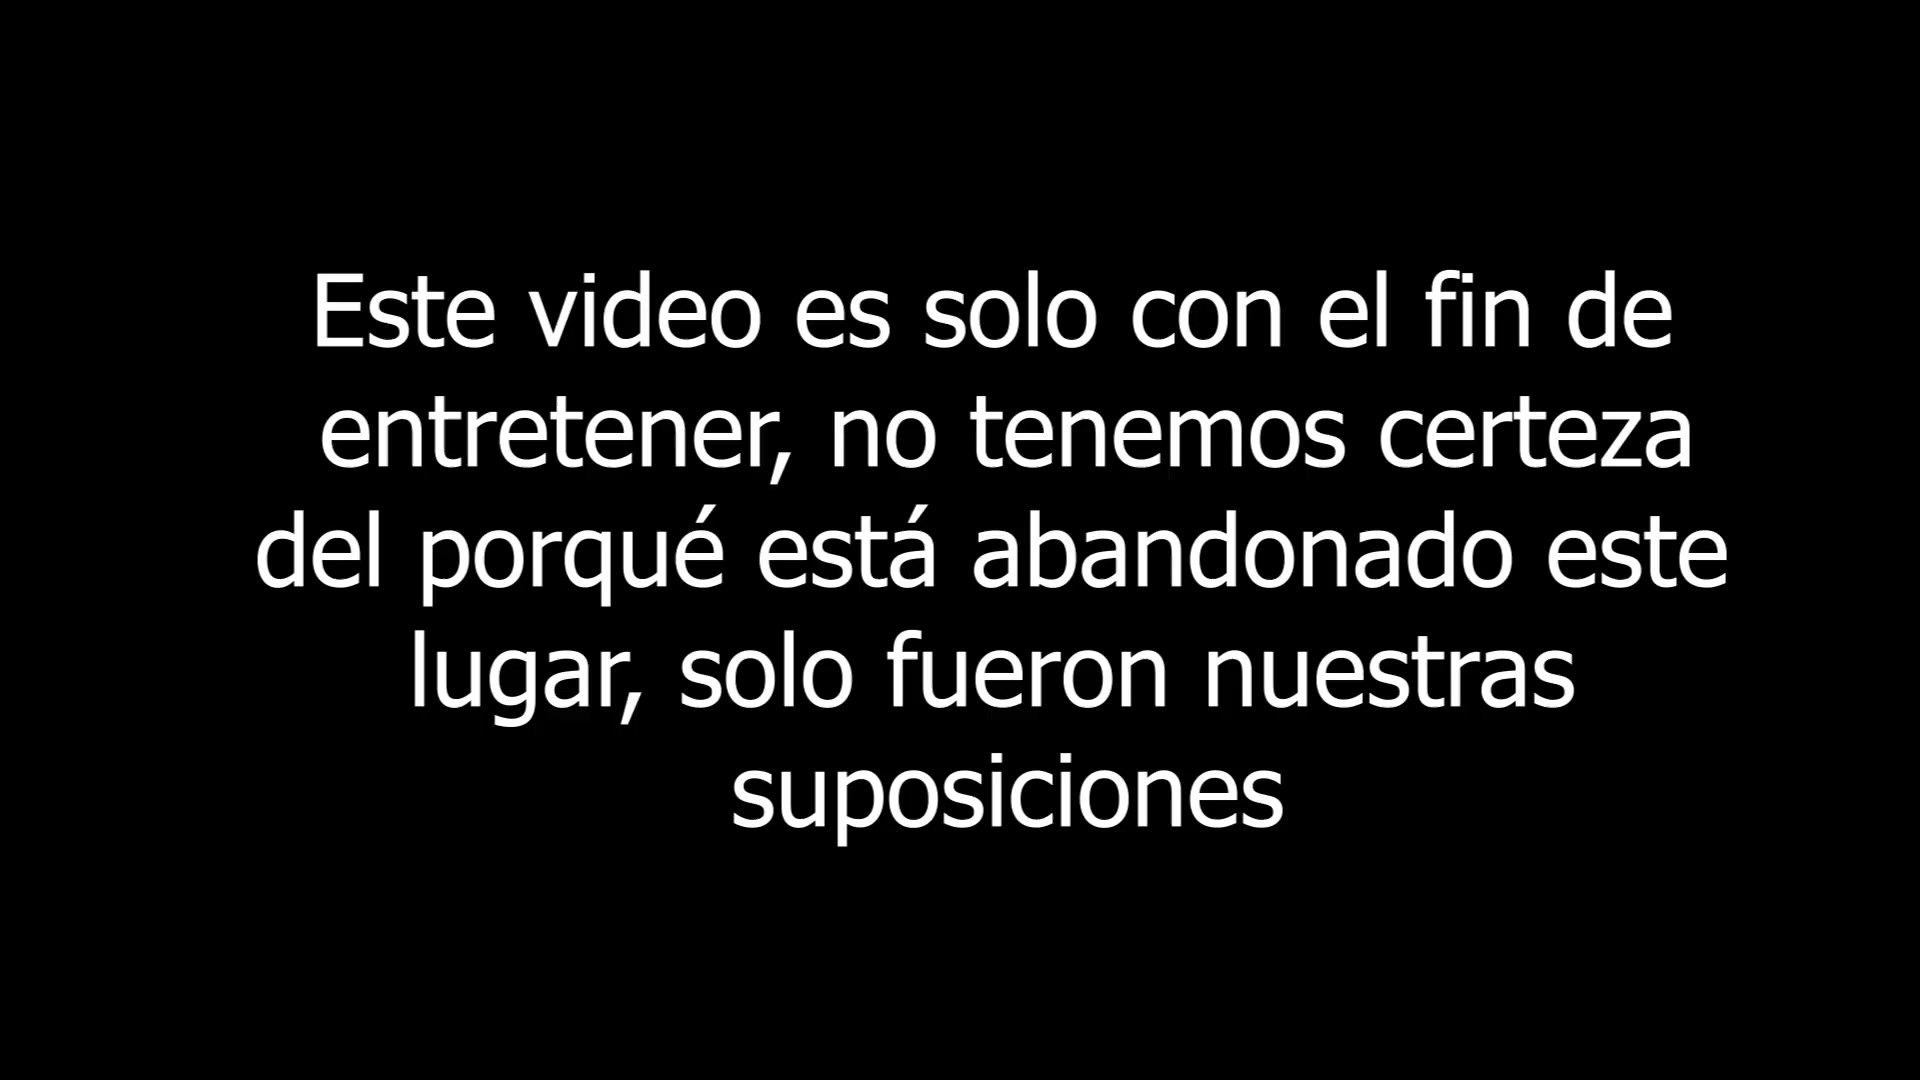 Este video es solo con el fin de
entretener, no tenemos certeza
del porqué está abandonado este
lugar, solo fueron nuestras
suposiciones